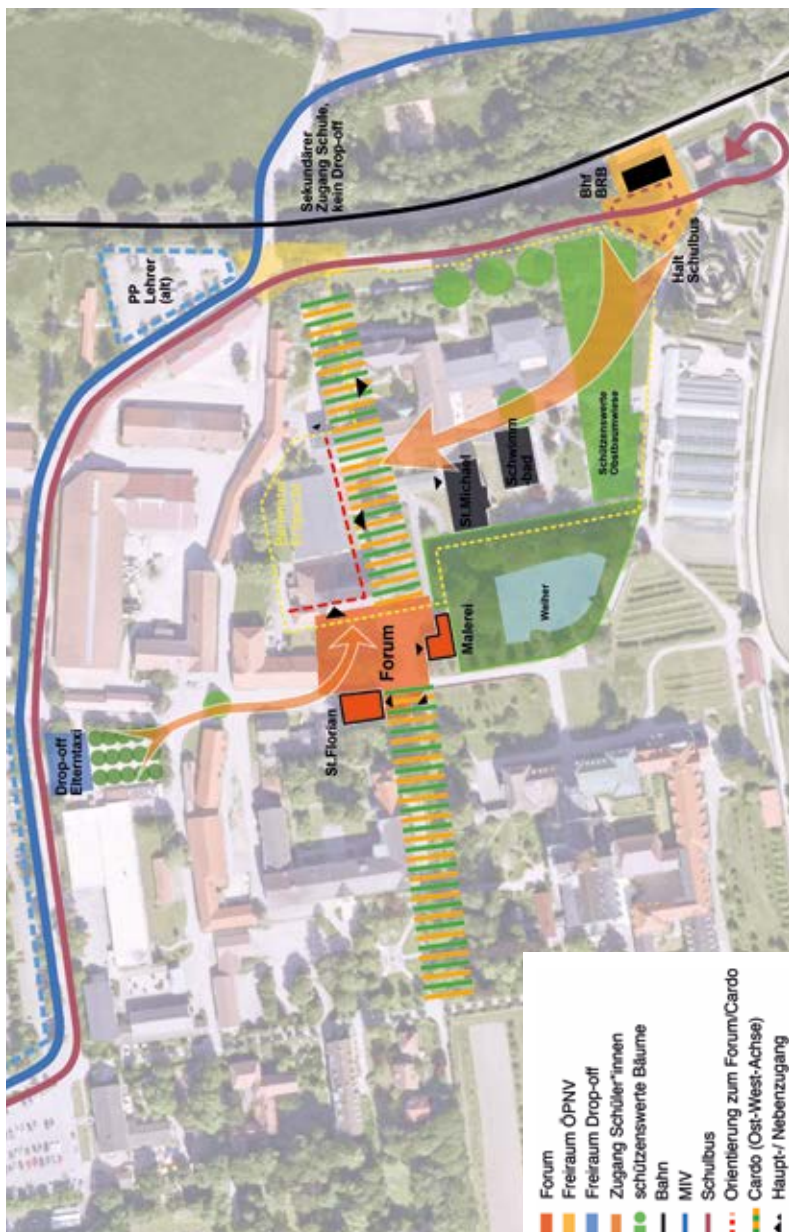 Sekundärer
Zugang Schule,
kein Drop-off
PP
Lehrer
(alt)
Bhf
BRB
Halt
Schulbus
Drop-off
Elterntaxi
St.Florian
Forum
Malerei
St.Michael
Schwimm
-bad
Schützenswerte
Obstbaumwiese
Weiher
Forum
Freiraum ÖPNV
Freiraum Drop-off
Zugang Schüler*innen
schützenswerte Bäume
Bahn
MIV
Schulbus
Orientierung zum Forum/Cardo
Cardo (Ost-West-Achse)
Haupt-/ Nebenzugang